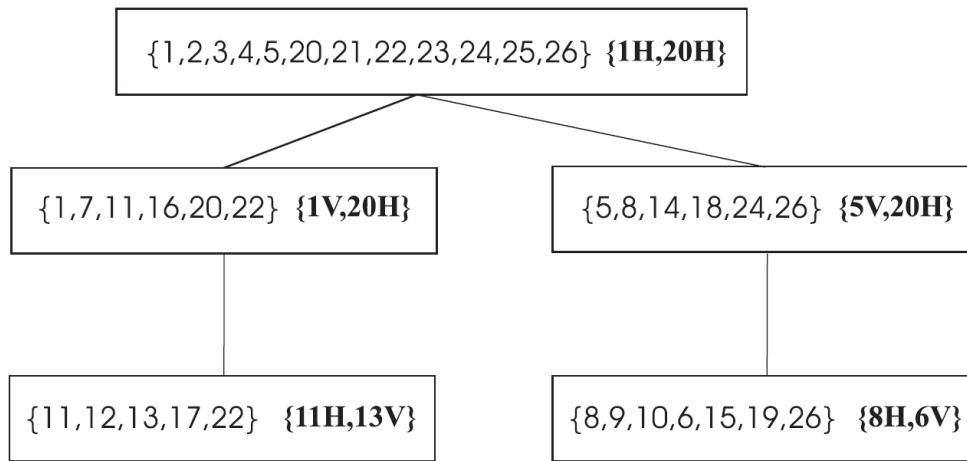 {1,2,3,4,5,20,21,22,23,24,25,26} {1H,20H}
{1,7,11,16,20,22} {1V,20H}
{5,8,14,18,24,26} {5V,20H}
{11,12,13,17,22} {11H,13V}
{8,9,10,6,15,19,26} {8H,6V}